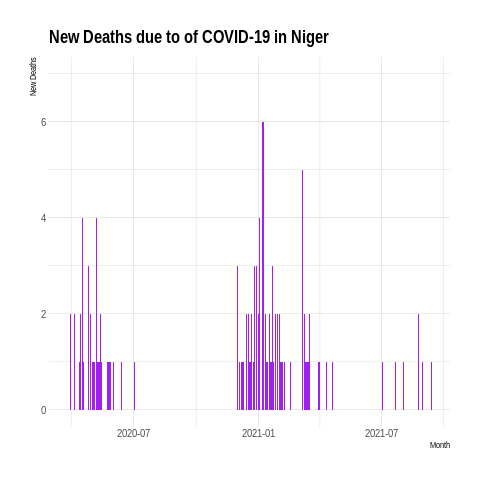 New Deaths due to of COVID-19 in Niger
New Deaths
6
4
2
0
2020-07
2021-01
2021-07
Month